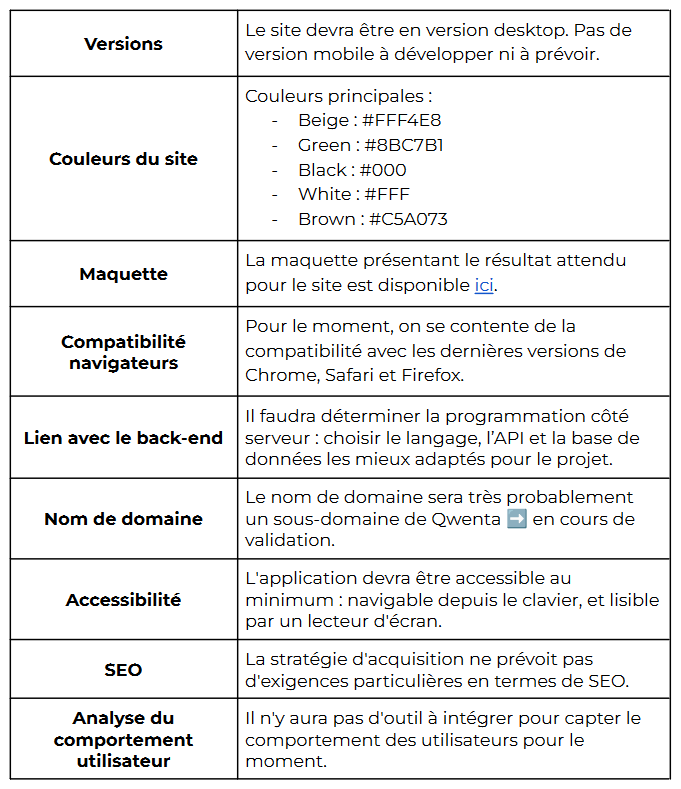 Versions
Le site devra être en version desktop. Pas de
version mobile à développer ni à prévoir.
Couleurs du site
Couleurs principales :
- Beige : #FFF4E8
- Green : #8BC7B1
- Black : #000
- White : #FFF
- Brown : #C5A073
Maquette
La maquette présentant le résultat attendu
pour le site est disponible ici.
Compatibilité
navigateurs
Pour le moment, on se contente de la
compatibilité avec les dernières versions de
Chrome, Safari et Firefox.
Lien avec le back-end
Il faudra déterminer la programmation côté
serveur : choisir le langage, l’API et la base de
données les mieux adaptés pour le projet.
Nom de domaine
Le nom de domaine sera très probablement
un sous-domaine de Qwenta ➡️ en cours de
validation.
Accessibilité
L'application devra être accessible au
minimum : navigable depuis le clavier, et lisible
par un lecteur d'écran.
SEO
La stratégie d'acquisition ne prévoit pas
d'exigences particulières en termes de SEO.
Analyse du
comportement
utilisateur
Il n'y aura pas d'outil à intégrer pour capter le
comportement des utilisateurs pour le
moment.